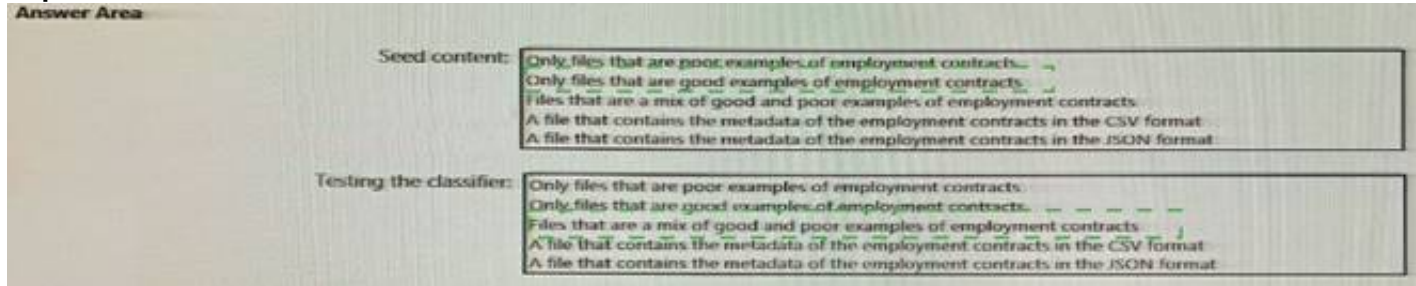 Answer Area
Seed content:
Only files that are poor examples of employment contracts
Only files that are good examples of employment contracts
Files that are a mix of good and poor examples of employment contracts
A file that contains the metadata of the employment contracts in the CSV format
A file that contains the metadata of the employment contracts in the JSON format
Testing the classifier:
Only files that are poor examples of employment contracts
Only files that are good examples of employment contracts
Files that are a mix of good and poor examples of employment contracts
A file that contains the metadata of the employment contracts in the CSV format
A file that contains the metadata of the employment contracts in the JSON format